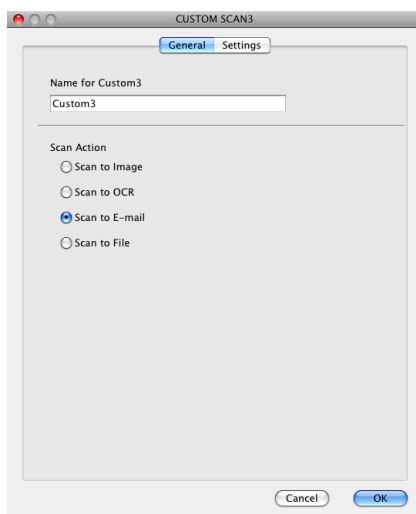 CUSTOM SCAN3
General Settings
Name for Custom3
Custom3
Scan Action
Scan to Image
Scan to OCR
Scan to E-mail
Scan to File
Cancel OK